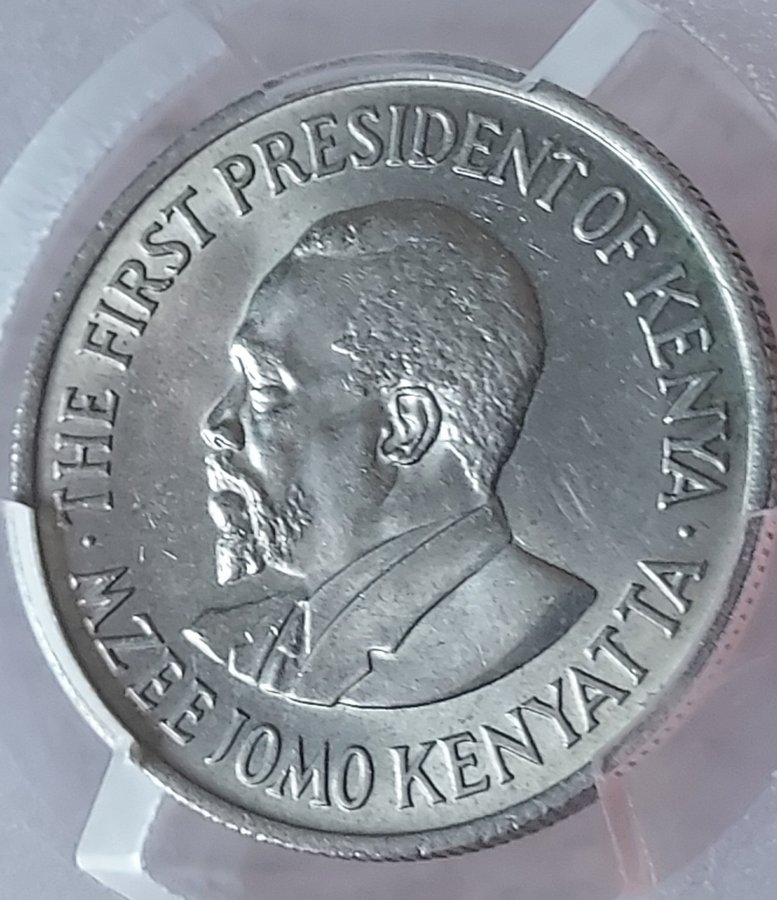 THE FIRST PRESIDENT OF KENYA
· MZEE JOMO KENYATTA ·